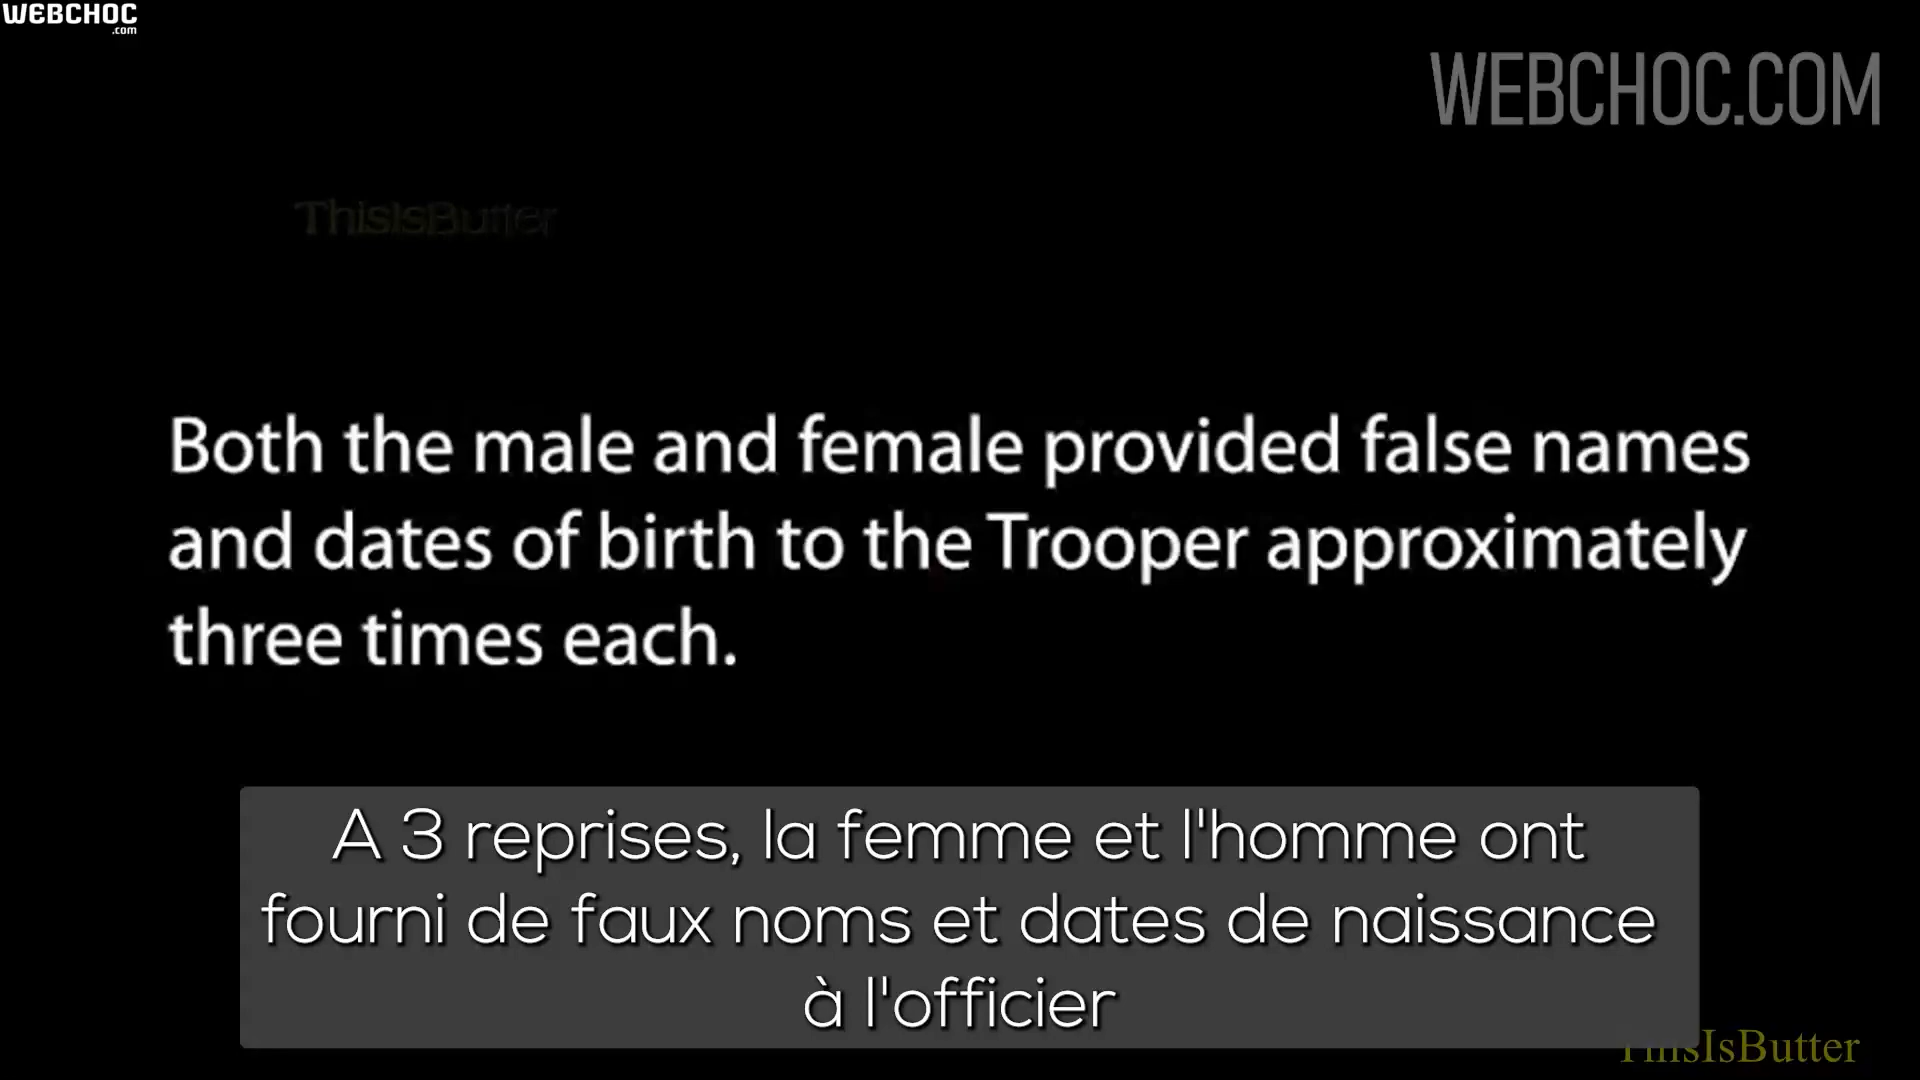 WEBCHOC
.com
WEBCHOC.COM
ThisIsButter
Both the male and female provided false names
and dates of birth to the Trooper approximately
three times each.
A 3 reprises, la femme et l'homme ont
fourni de faux noms et dates de naissance
à l'officier
ThisIsButter